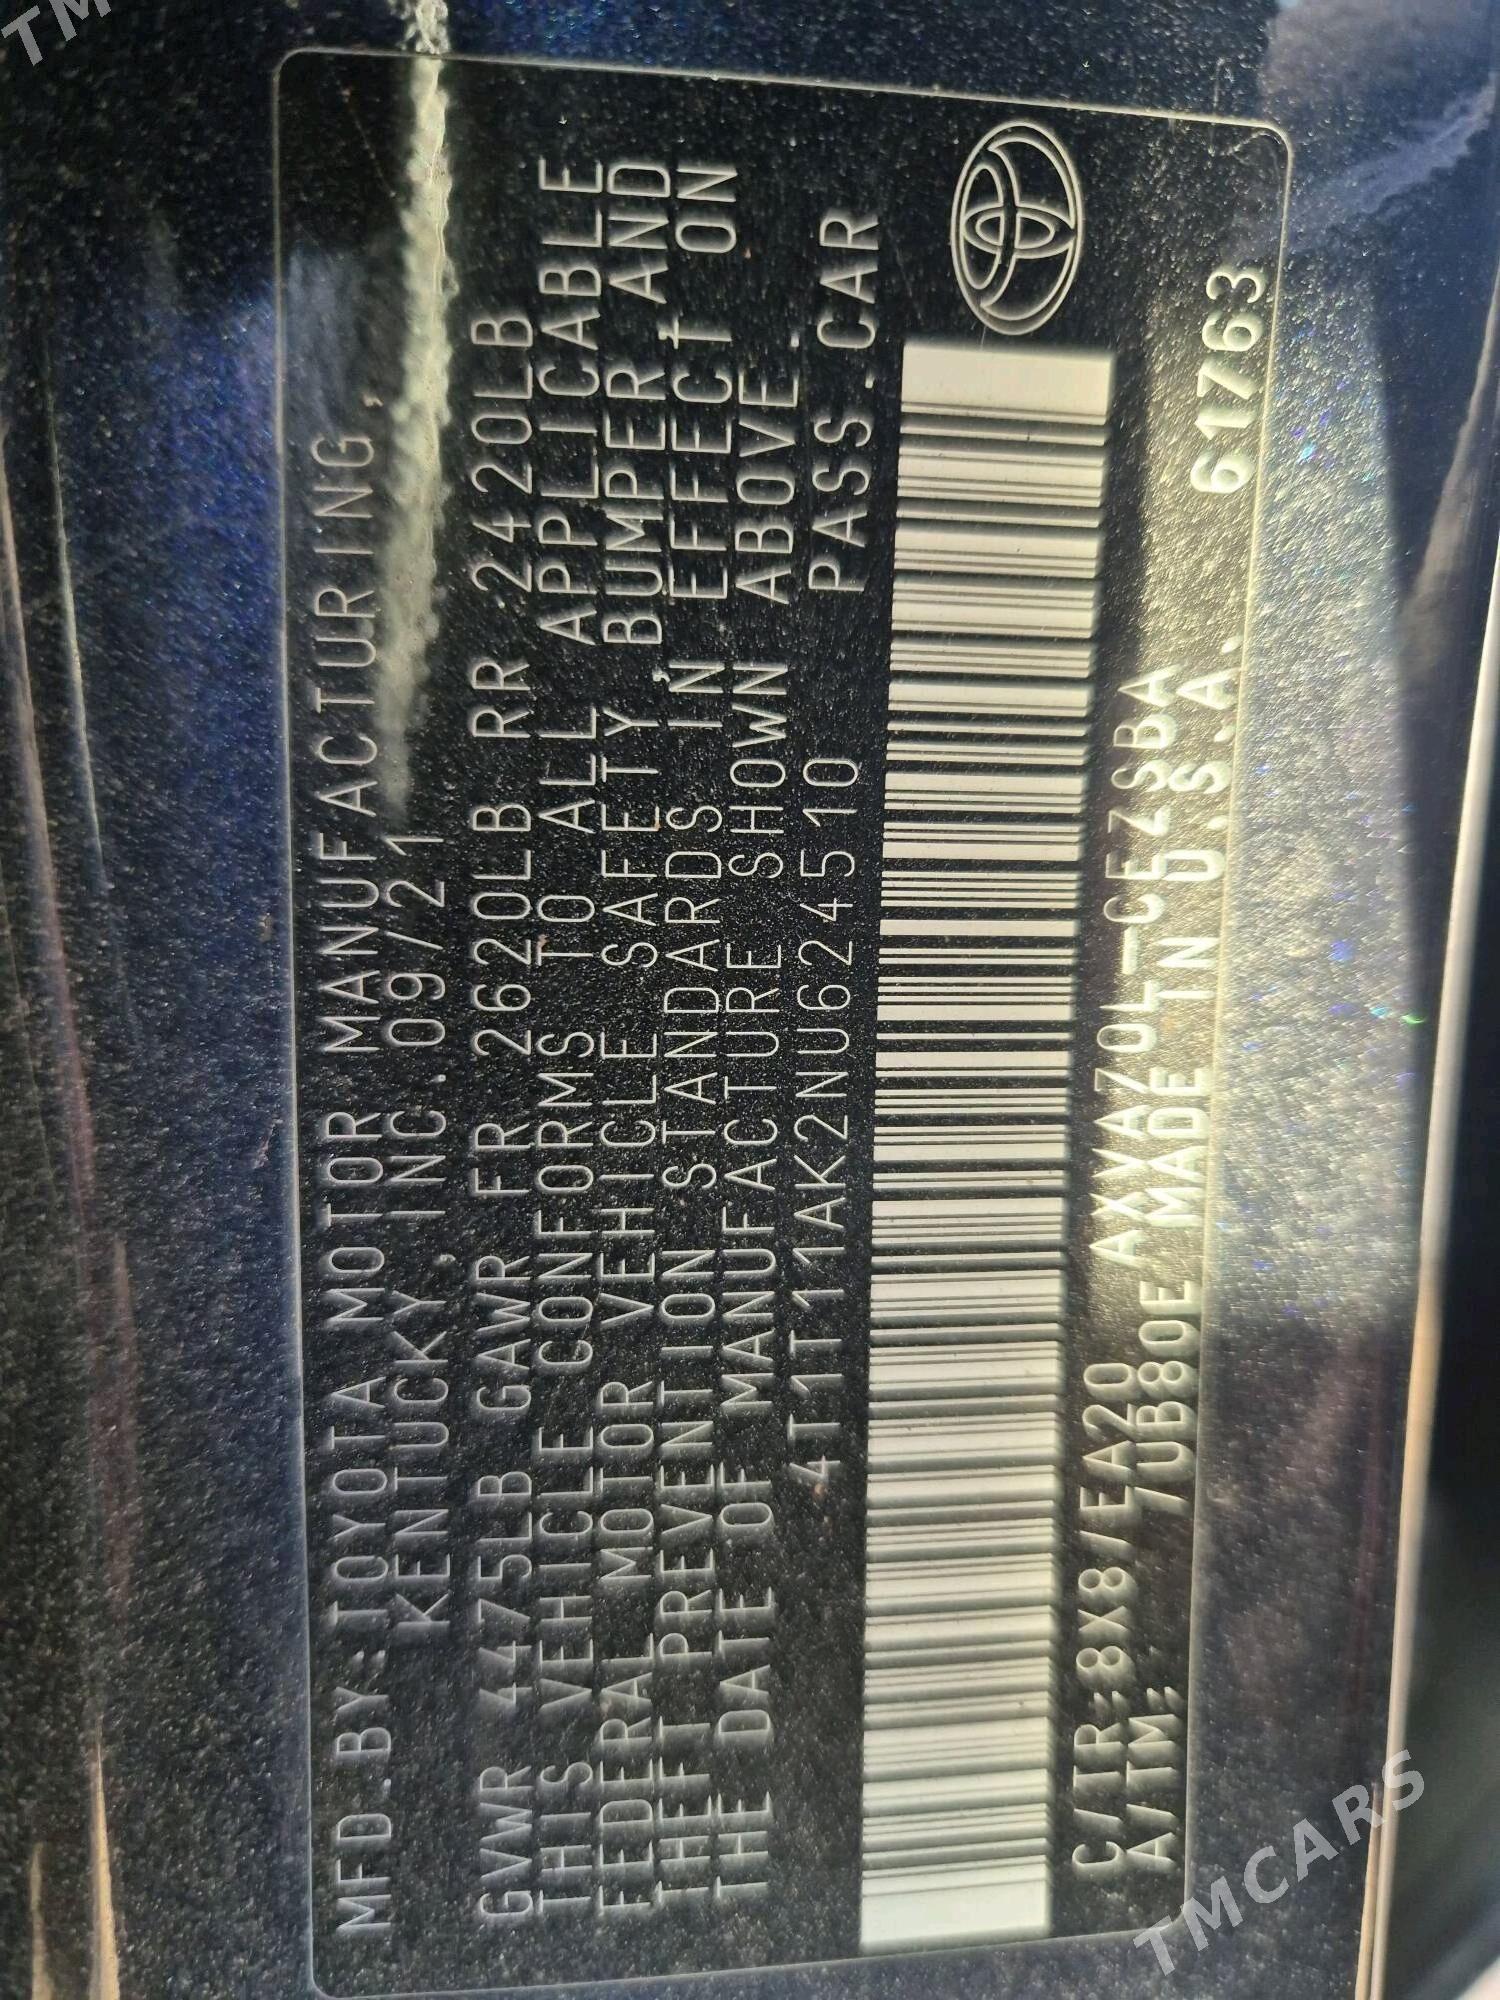 MFD.BY:TOYOTA MOTOR MANUFACTURING,
KENTUCKY, INC. 09/21
GVWR 4475LB GAWR FR 2620LB RR 2420LB
THIS VEHICLE CONFORMS TO ALL APPLICABLE
FEDERAL MOTOR VEHICLE SAFETY, BUMPER AND
THEFT PREVENTION STANDARDS IN EFFECT ON
THE DATE OF MANUFACTURE SHOWN ABOVE.
4T1T11AK2NU624510 PASS.CAR
C/TR:8X8/EA20 AXVA70L-CEZSBA
A/TM: /UB80E MADE IN U.S.A. 61763
TMCARS